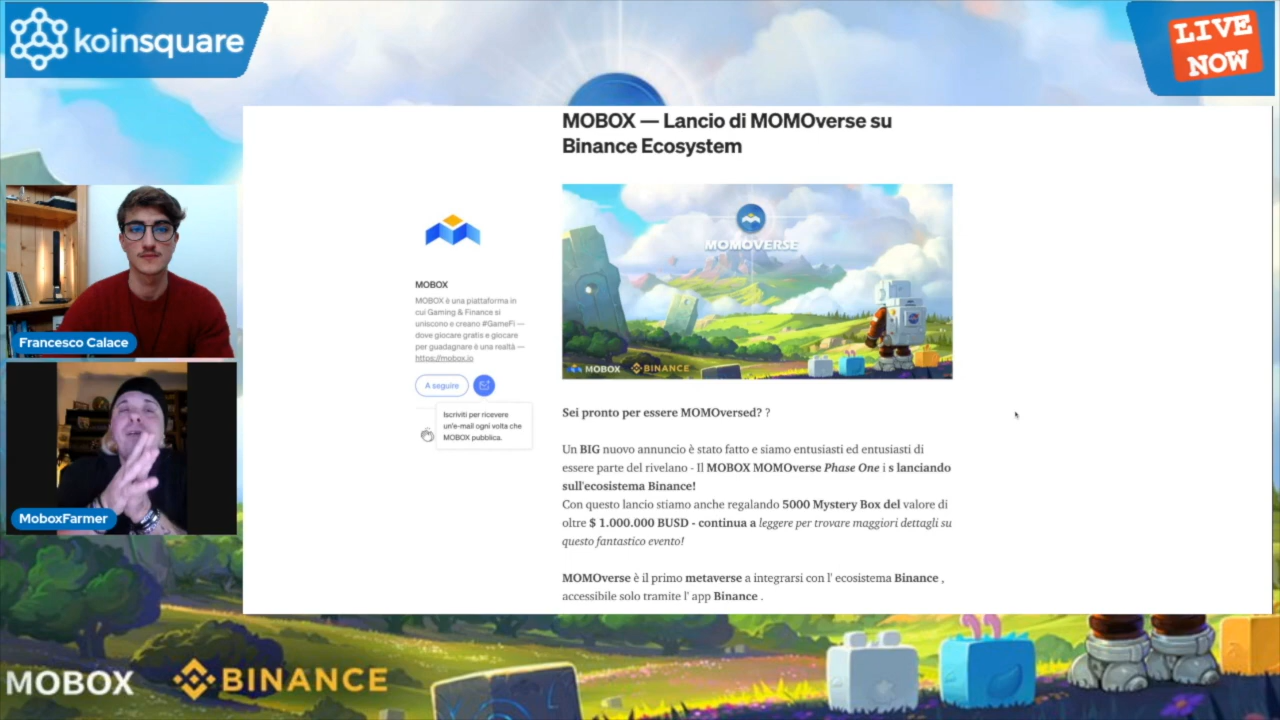 koinsquare
LIVE
NOW
MOBOX — Lancio di MOMOverse su
Binance Ecosystem
MOMOVERSE
MOBOX
BINANCE
MOBOX
MOBOX è una piattaforma in
cui Gaming & Finance si
uniscono e creano #GameFi —
dove giocare gratis e giocare
per guadagnare è una realtà —
https://mobox.io
A seguire
Iscriviti per ricevere
un'e-mail ogni volta che
MOBOX pubblica.
Francesco Calace
MoboxFarmer
Sei pronto per essere MOMOversed? ?
Un BIG nuovo annuncio è stato fatto e siamo entusiasti ed entusiasti di
essere parte del rivelano - Il MOBOX MOMOverse Phase One i s lanciando
sull'ecosistema Binance!
Con questo lancio stiamo anche regalando 5000 Mystery Box del valore di
oltre $ 1.000.000 BUSD - continua a leggere per trovare maggiori dettagli su
questo fantastico evento!
MOMOverse è il primo metaverse a integrarsi con l' ecosistema Binance ,
accessibile solo tramite l' app Binance .
MOBOX
BINANCE